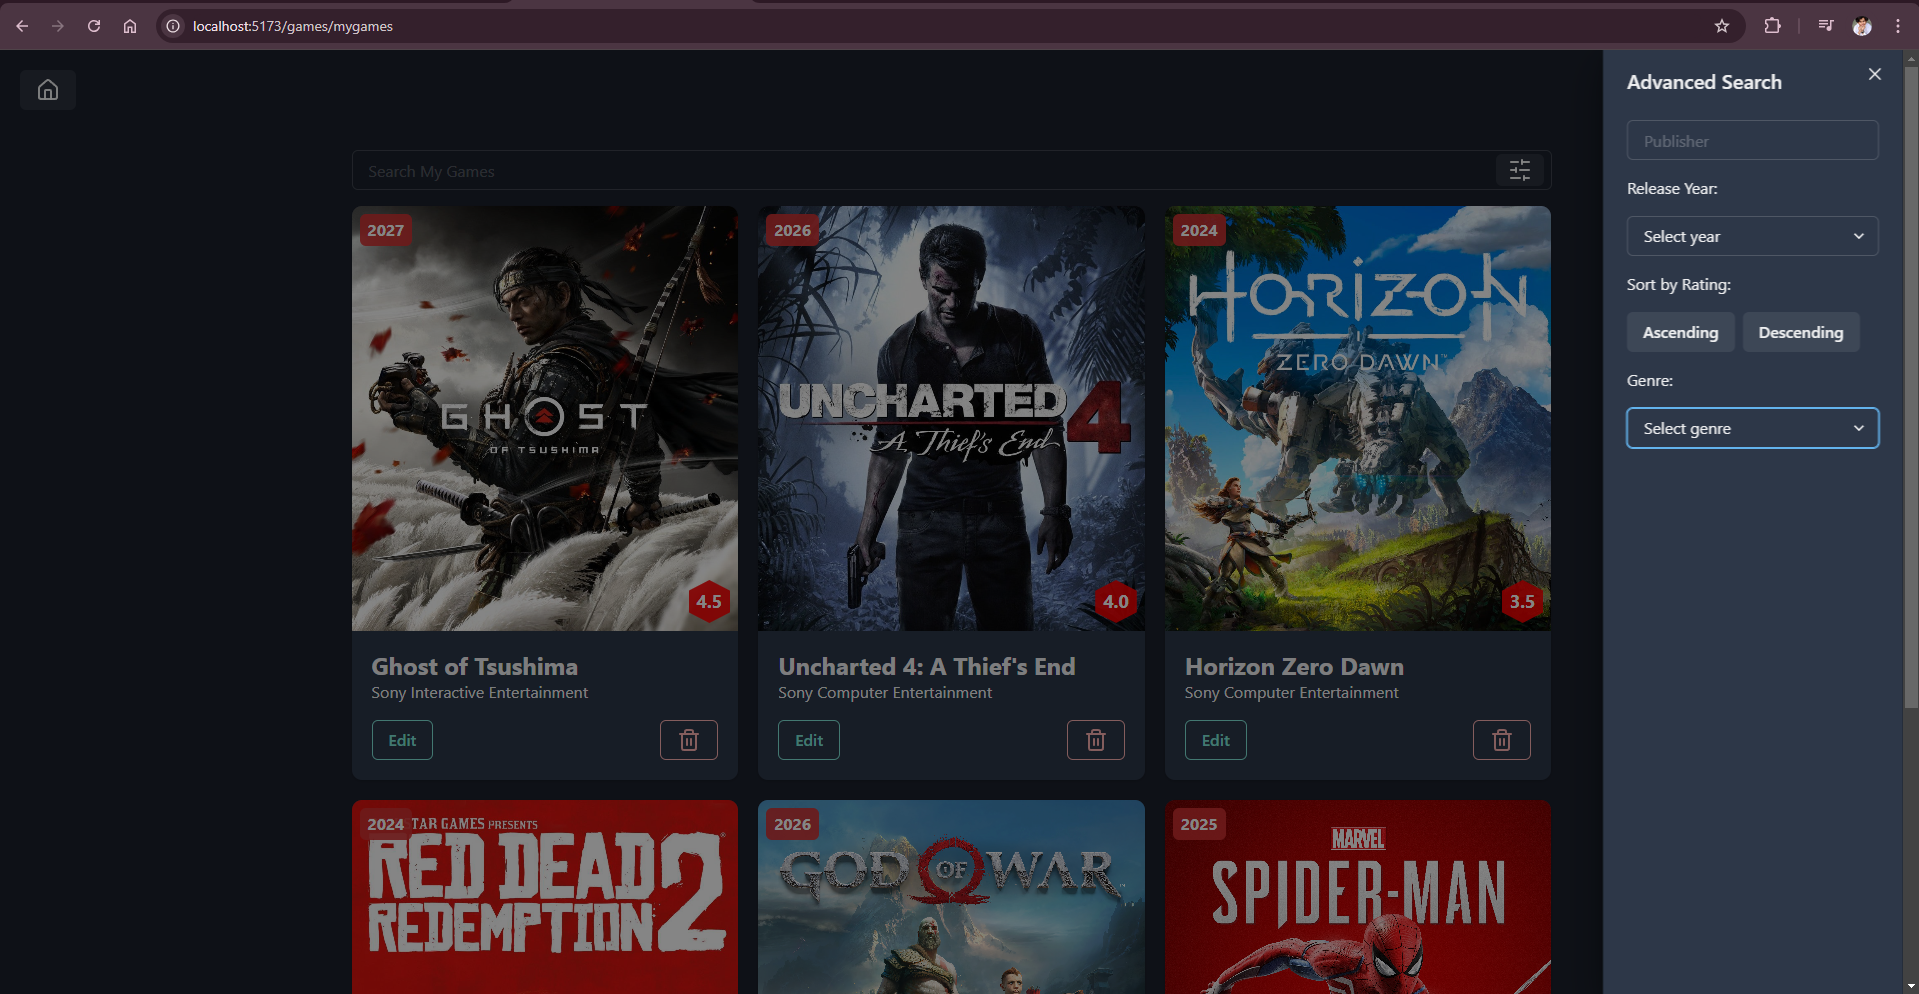 localhost:5173/games/mygames
Advanced Search
Publisher
Release Year:
Select year
Sort by Rating:
Ascending
Descending
Genre:
Select genre
Search My Games
2027
GHOST
OF TSUSHIMA
4.5
Ghost of Tsushima
Sony Interactive Entertainment
Edit
2026
UNCHARTED 4
A Thief's End
4.0
Uncharted 4: A Thief's End
Sony Computer Entertainment
Edit
2024
HORIZON
ZERO DAWN™
3.5
Horizon Zero Dawn
Sony Computer Entertainment
Edit
2024
TAR GAMES PRESENTS
RED DEAD
REDEMPTION 2
2026
GOD OF WAR
2025
MARVEL
SPIDER-MAN